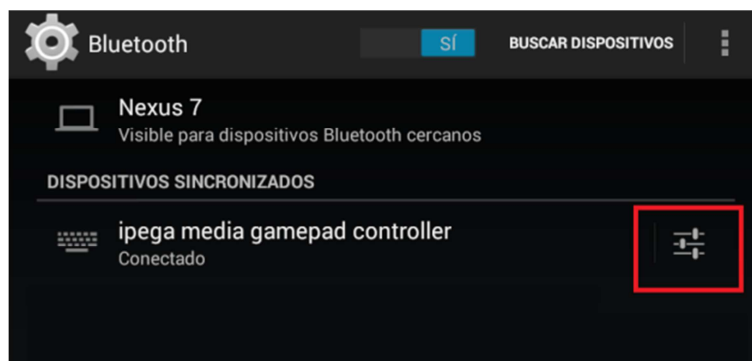 Bluetooth SÍ BUSCAR DISPOSITIVOS
Nexus 7
Visible para dispositivos Bluetooth cercanos
DISPOSITIVOS SINCRONIZADOS
ipega media gamepad controller
Conectado